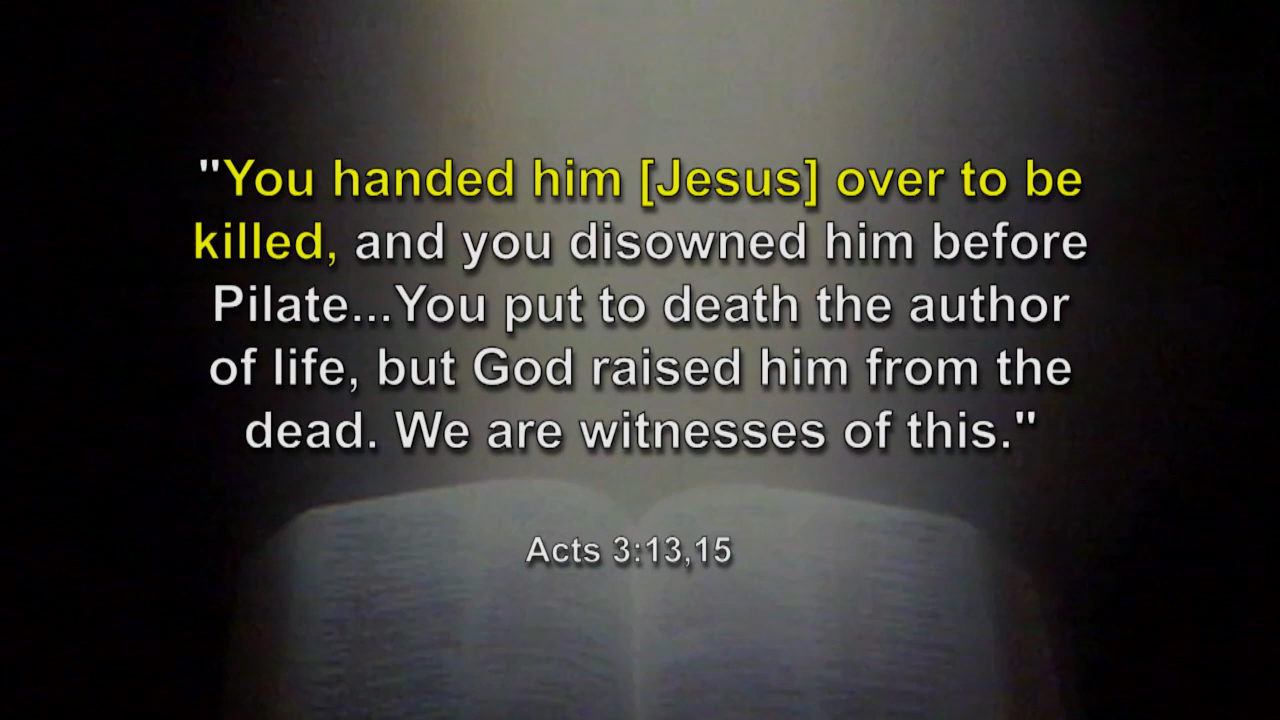 "You handed him [Jesus] over to be
killed, and you disowned him before
Pilate...You put to death the author
of life, but God raised him from the
dead. We are witnesses of this."
Acts 3:13,15